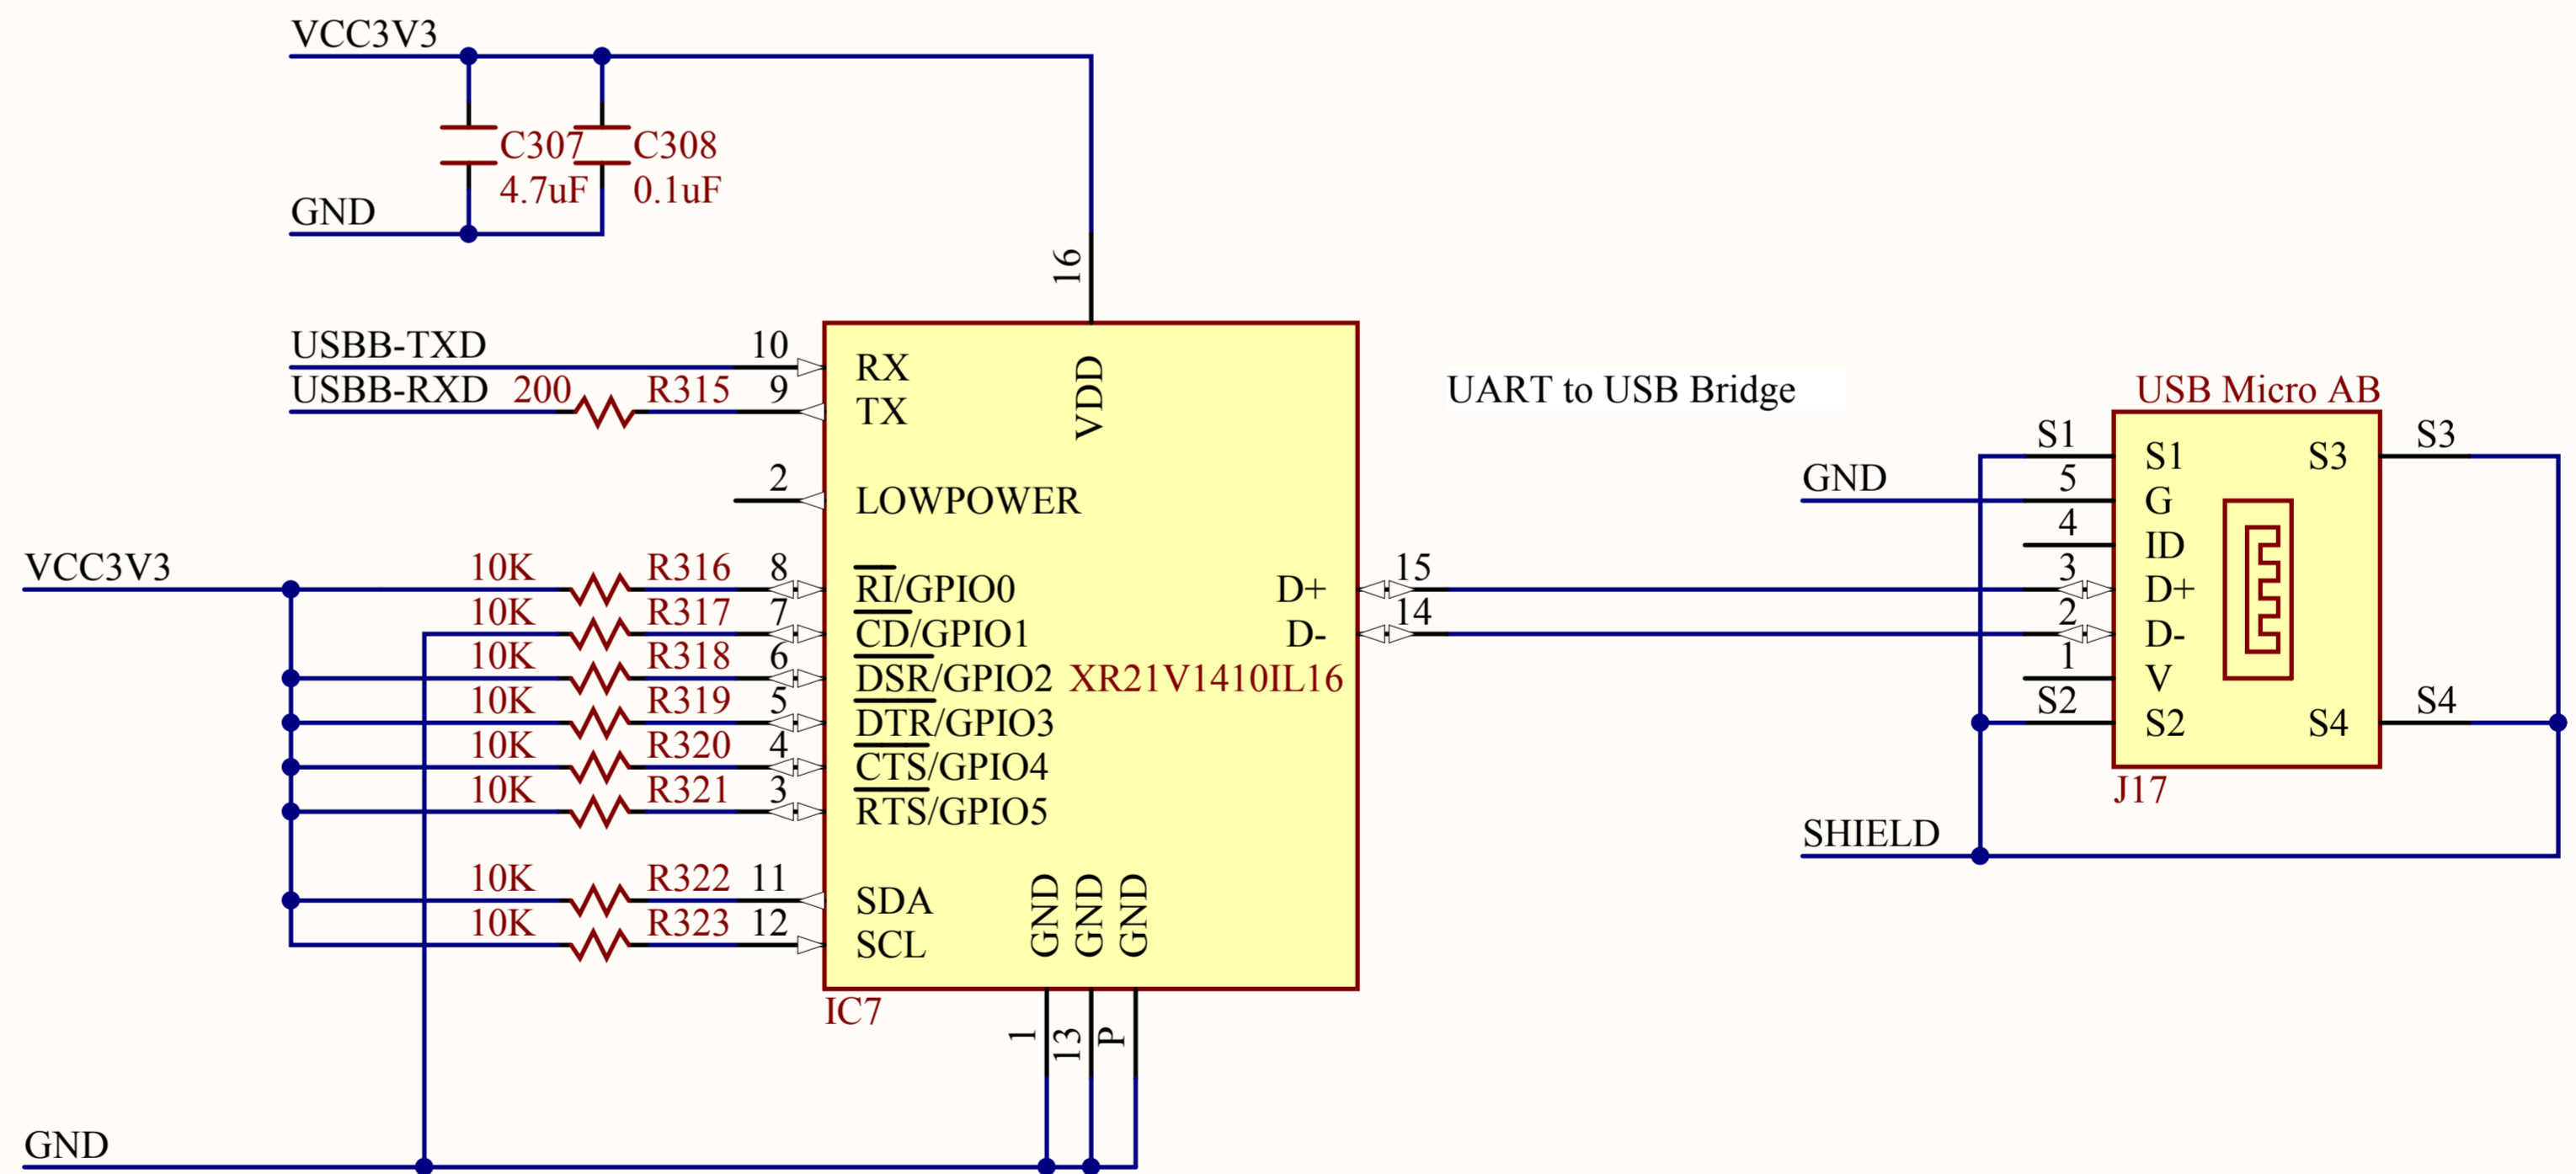 VCC3V3
C307 C308
4.7uF 0.1uF
GND
16
USBB-TXD 10 RX
USBB-RXD 200 R315 9 TX
VDD
UART to USB Bridge
USB Micro AB
2 LOWPOWER
S1 S1 S3 S3
GND 5 G
4 ID
VCC3V3 10K R316 8 RI/GPIO0 D+ 15 3 D+
10K R317 7 CD/GPIO1 D- 14 2 D-
10K R318 6 DSR/GPIO2 XR21V1410IL16 1 V
10K R319 5 DTR/GPIO3 S2 S2 S4 S4
10K R320 4 CTS/GPIO4 J17
10K R321 3 RTS/GPIO5 SHIELD
10K R322 11 SDA
10K R323 12 SCL
GND GND GND
IC7
1 13 P
GND